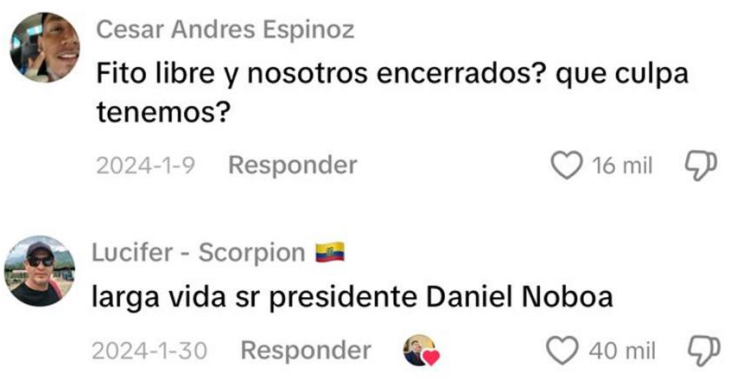 Cesar Andres Espinoz
Fito libre y nosotros encerrados? que culpa
tenemos?
2024-1-9 Responder 16 mil
Lucifer - Scorpion 🇪🇨
larga vida sr presidente Daniel Noboa
2024-1-30 Responder 40 mil